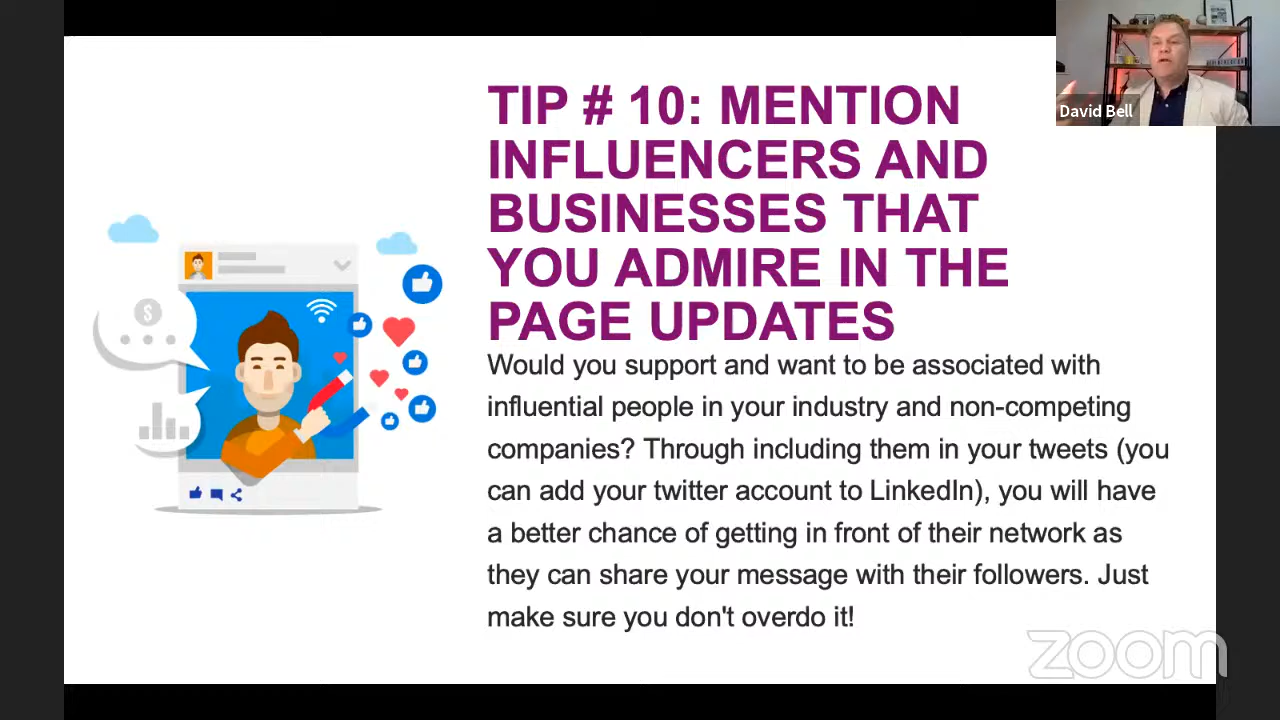 TIP # 10: MENTION
INFLUENCERS AND
BUSINESSES THAT
YOU ADMIRE IN THE
PAGE UPDATES
Would you support and want to be associated with
influential people in your industry and non-competing
companies? Through including them in your tweets (you
can add your twitter account to LinkedIn), you will have
a better chance of getting in front of their network as
they can share your message with their followers. Just
make sure you don't overdo it!
David Bell
$
zoom